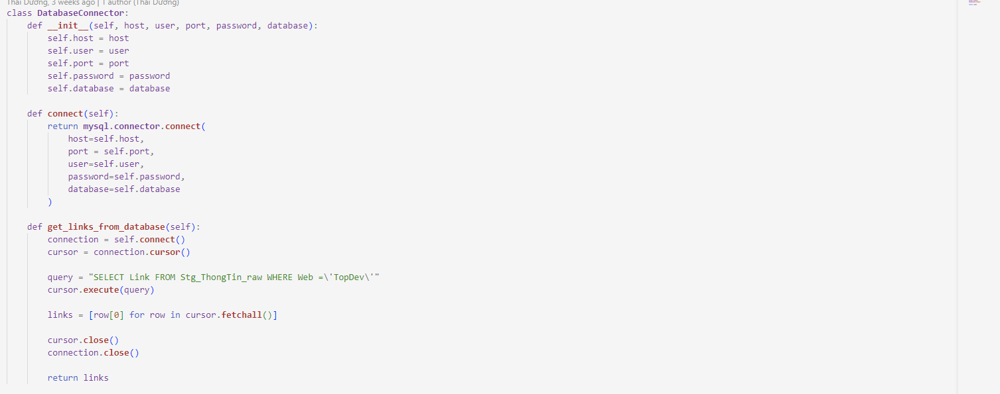 Thái Dương, 3 weeks ago | 1 author (Thái Dương)
class DatabaseConnector:
    def __init__(self, host, user, port, password, database):
        self.host = host
        self.user = user
        self.port = port
        self.password = password
        self.database = database
    def connect(self):
        return mysql.connector.connect(
            host=self.host,
            port = self.port,
            user=self.user,
            password=self.password,
            database=self.database
        )
    def get_links_from_database(self):
        connection = self.connect()
        cursor = connection.cursor()
        query = "SELECT Link FROM Stg_ThongTin_raw WHERE Web =\'TopDev\'"
        cursor.execute(query)
        links = [row[0] for row in cursor.fetchall()]
        cursor.close()
        connection.close()
        return links